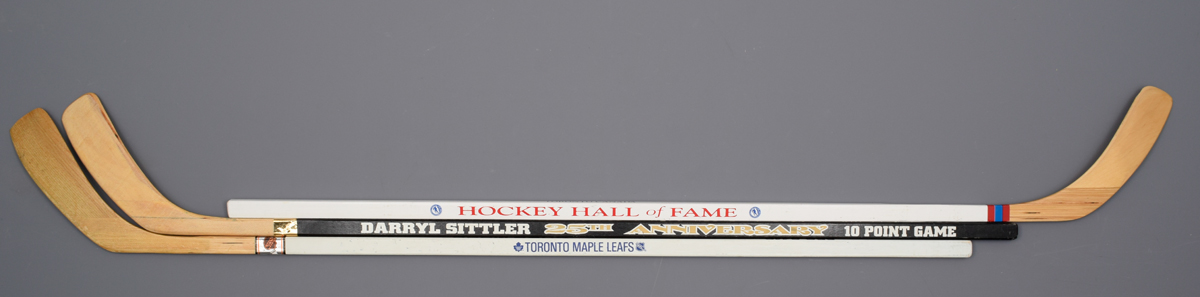 HOCKEY HALL of FAME
DARRYL SITTLER 25TH ANNIVERSARY 10 POINT GAME
TORONTO MAPLE LEAFS